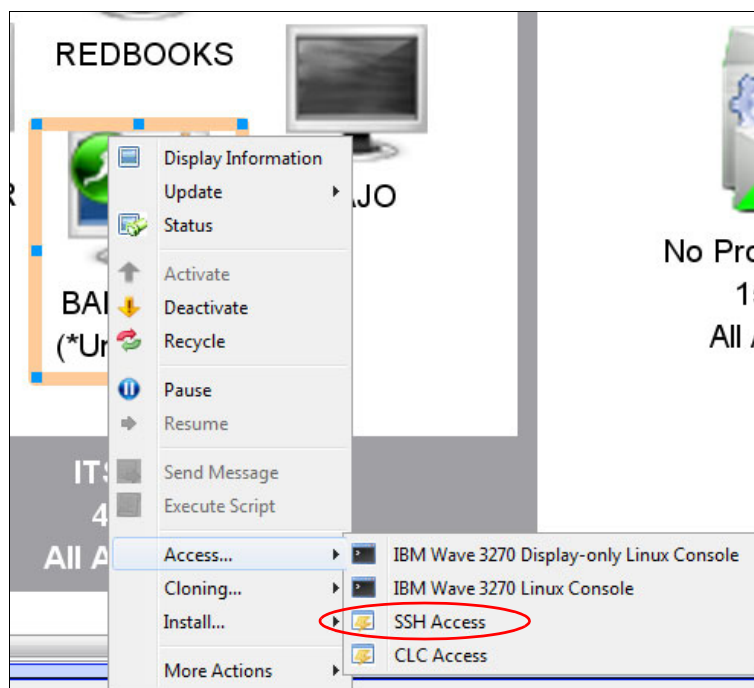 REDBOOKS
Display Information
Update
Status
Activate
Deactivate
Recycle
Pause
Resume
Send Message
Execute Script
Access...
Cloning...
Install...
More Actions
IBM Wave 3270 Display-only Linux Console
IBM Wave 3270 Linux Console
SSH Access
CLC Access
No
All
All